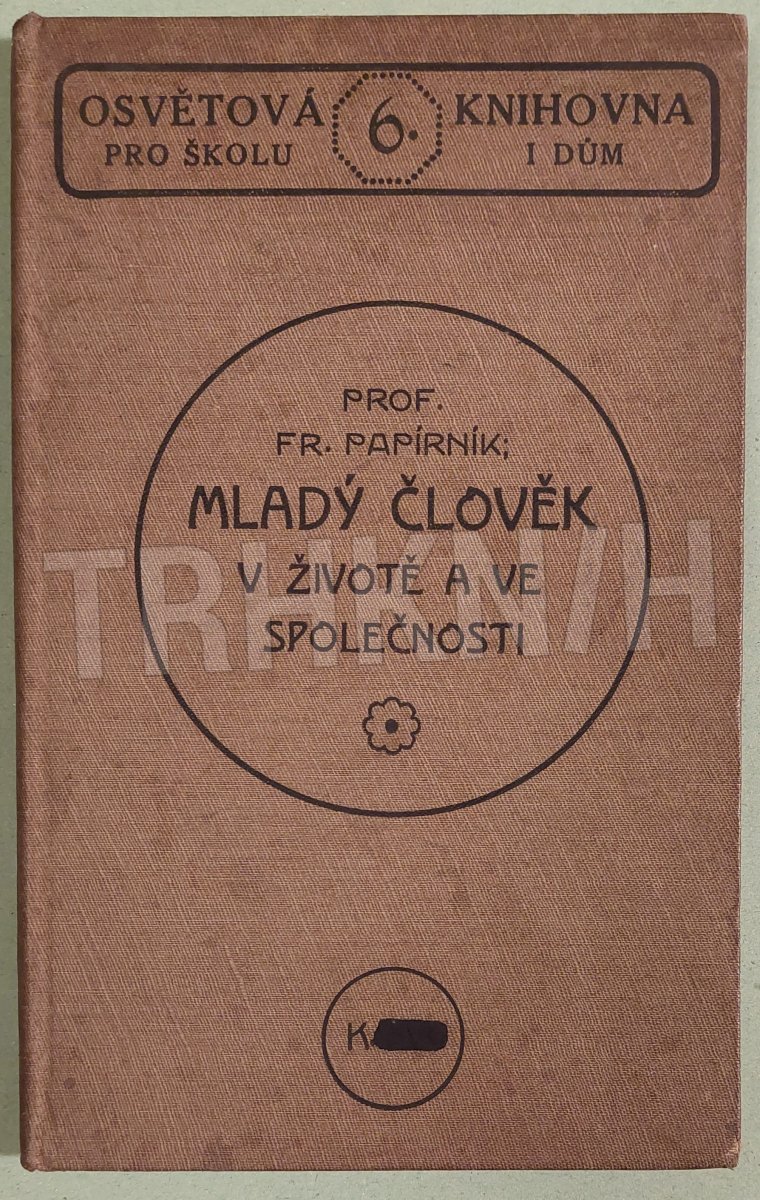 OSVĚTOVÁ 6. KNIHOVNA
PRO ŠKOLU I DŮM
PROF.
FR. PAPÍRNÍK;
MLADÝ ČLOVĚK
V ŽIVOTĚ A VE
SPOLEČNOSTI
TRHKNIH
K